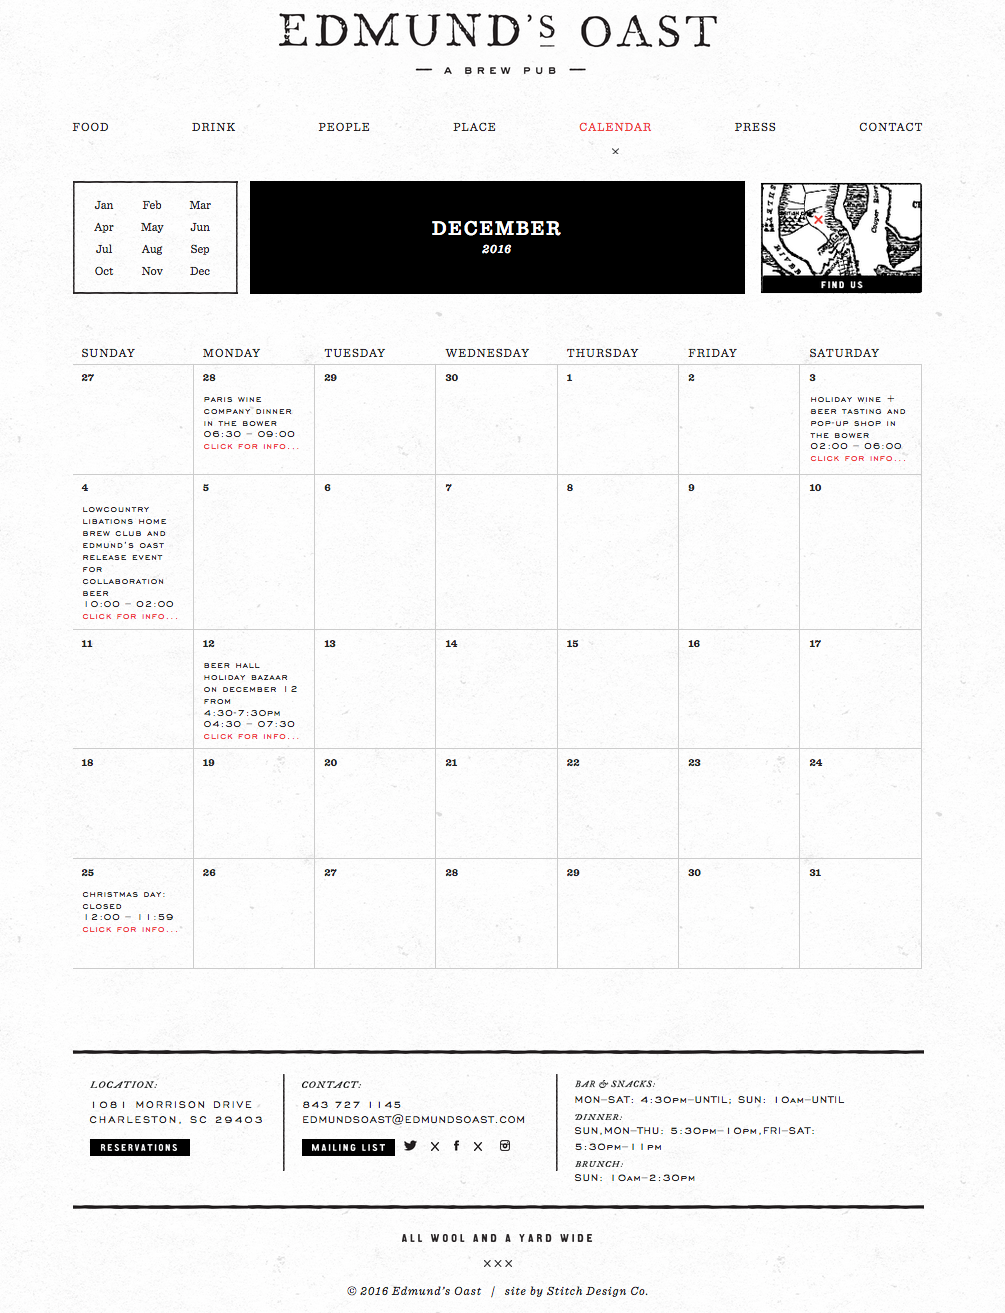 EDMUND'S OAST
— A BREW PUB —
FOOD DRINK PEOPLE PLACE CALENDAR PRESS CONTACT
×
Jan Feb Mar
Apr May Jun
Jul Aug Sep
Oct Nov Dec
DECEMBER
2016
Cooper River
RIVER
FIND US
SUNDAY MONDAY TUESDAY WEDNESDAY THURSDAY FRIDAY SATURDAY
27
28
PARIS WINE
COMPANY DINNER
IN THE BOWER
06:30 – 09:00
CLICK FOR INFO...
29
30
1
2
3
HOLIDAY WINE +
BEER TASTING AND
POP-UP SHOP IN
THE BOWER
02:00 – 06:00
CLICK FOR INFO...
4
LOWCOUNTRY
LIBATIONS HOME
BREW CLUB AND
EDMUND'S OAST
RELEASE EVENT
FOR
COLLABORATION
BEER
10:00 – 02:00
CLICK FOR INFO...
5
6
7
8
9
10
11
12
BEER HALL
HOLIDAY BAZAAR
ON DECEMBER 12
FROM
4:30-7:30PM
04:30 – 07:30
CLICK FOR INFO...
13
14
15
16
17
18
19
20
21
22
23
24
25
CHRISTMAS DAY:
CLOSED
12:00 – 11:59
CLICK FOR INFO...
26
27
28
29
30
31
LOCATION:
1081 MORRISON DRIVE
CHARLESTON, SC 29403
RESERVATIONS
CONTACT:
843 727 1145
EDMUNDSOAST@EDMUNDSOAST.COM
MAILING LIST × f ×
BAR & SNACKS:
MON–SAT: 4:30PM–UNTIL; SUN: 10AM–UNTIL
DINNER:
SUN,MON–THU: 5:30PM–10PM,FRI–SAT:
5:30PM–11PM
BRUNCH:
SUN: 10AM–2:30PM
ALL WOOL AND A YARD WIDE
×××
© 2016 Edmund's Oast / site by Stitch Design Co.